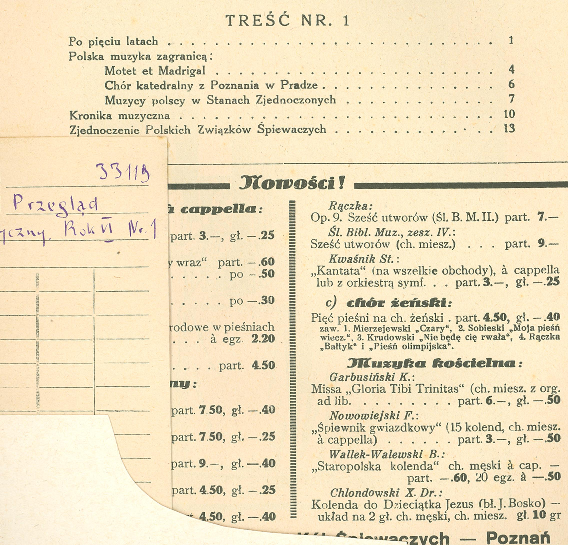 TREŚĆ NR. 1
Po pięciu latach . . . . . . . . . . . . . . . . . . . . 1
Polska muzyka zagranicą:
Motet et Madrigal . . . . . . . . . . . . . . . . . 4
Chór katedralny z Poznania w Pradze . . . . . . . . 6
Muzycy polscy w Stanach Zjednoczonych . . . . . . . 7
Kronika muzyczna . . . . . . . . . . . . . . . . . . 10
Zjednoczenie Polskich Związków Śpiewaczych . . . . . 13
33119
Przegląd
yczny. Rok VI Nr. 1
Nowości!
à cappella:
part. 3.—, gł. —.25
y wraz“ part. —.60
po —.50
po —.30
rodowe w pieśniach
à egz. 2.20
part. 4.50
ny:
part. 7.50, gł. —.40
part. 7.50, gł. —.25
part. 9.—, gł. —.40
part. 4.50, gł. —.25
4.50, gł. —.40
Rączka:
Op. 9. Sześć utworów (Śl. B. M. II.) part. 7.—
Śl. Bibl. Muz., zesz. IV.:
Sześć utworów (ch. miesz.) . . . . part. 9.—
Kwaśnik St.:
„Kantata“ (na wszelkie obchody), à cappella
lub z orkiestrą symf. . . part. 3.—, gł. —.25
c) chór żeński:
Pięć pieśni na ch. żeński . part. 4.50, gł. —.40
zaw. 1. Mierzejewski „Czary“, 2. Sobieski „Moja pieśń
wiecz.“, 3. Krudowski „Nie będę cię rwała“, 4. Rączka
„Bałtyk“ i „Pieśń olimpijska“.
Muzyka kościelna:
Garbusiński K.:
Missa „Gloria Tibi Trinitas“ (ch. miesz. z org.
ad lib. . . . . . . . . part. 6.—, gł. —.50
Nowowiejski F.:
„Śpiewnik gwiazdkowy“ (15 kolend, ch. miesz.
à cappella) . . . . . part. 3.—, gł. —.50
Wallek-Walewski B.:
„Staropolska kolenda“ ch. męski à cap. —
part. —.60, 20 egz. à —.50
Chlondowski X. Dr.:
Kolenda do Dzieciątka Jezus (bł. J. Bosko) —
układ na 2 gł. ch. męski, ch. miesz. gł. 10 gr
Śpiewaczych — Poznań